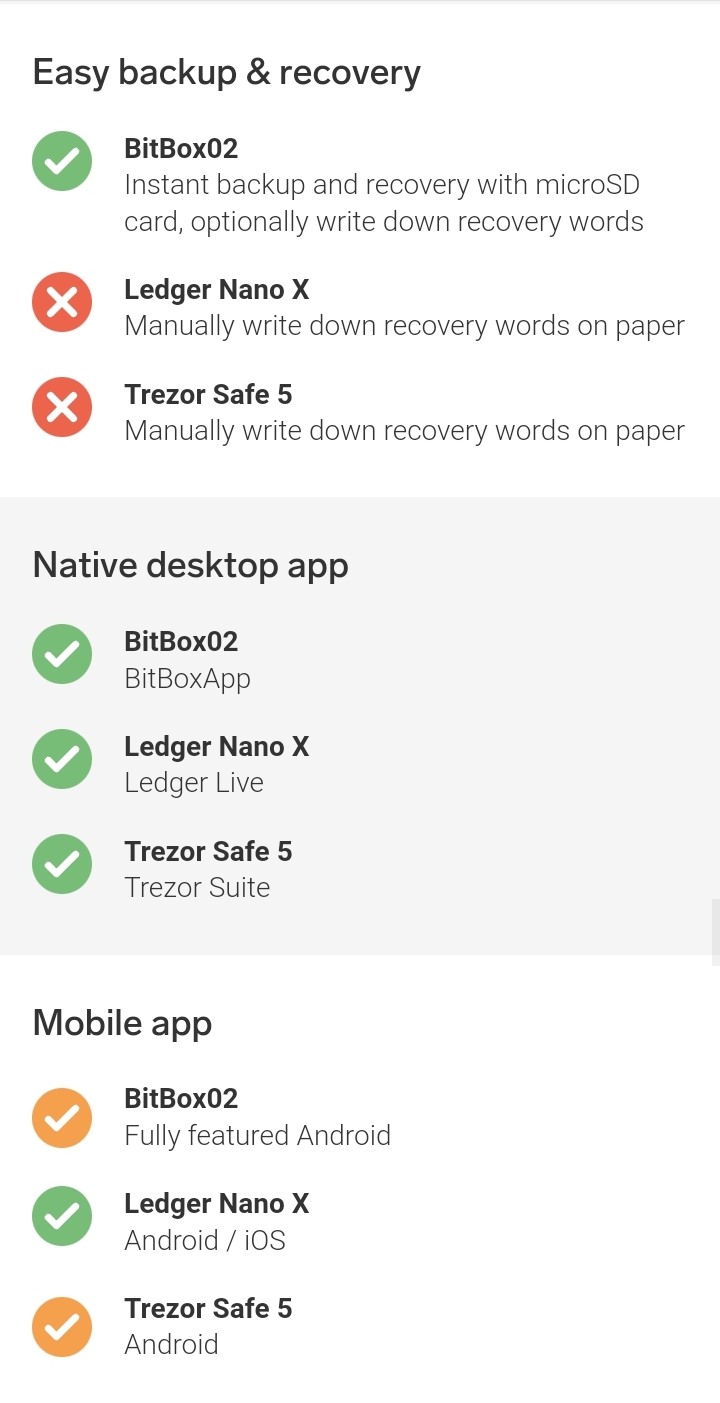 Easy backup & recovery
BitBox02
Instant backup and recovery with microSD
card, optionally write down recovery words
Ledger Nano X
Manually write down recovery words on paper
Trezor Safe 5
Manually write down recovery words on paper
Native desktop app
BitBox02
BitBoxApp
Ledger Nano X
Ledger Live
Trezor Safe 5
Trezor Suite
Mobile app
BitBox02
Fully featured Android
Ledger Nano X
Android / iOS
Trezor Safe 5
Android